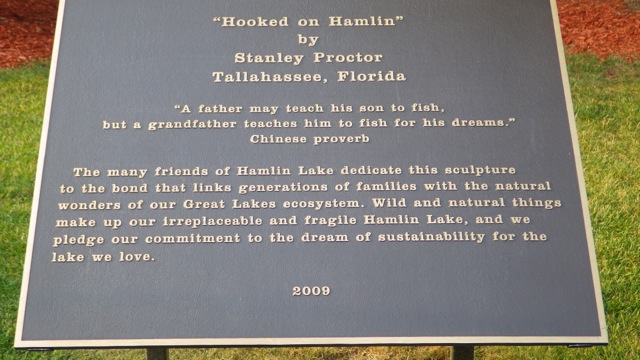 "Hooked on Hamlin"
by
Stanley Proctor
Tallahassee, Florida
"A father may teach his son to fish,
but a grandfather teaches him to fish for his dreams."
Chinese proverb
The many friends of Hamlin Lake dedicate this sculpture
to the bond that links generations of families with the natural
wonders of our Great Lakes ecosystem. Wild and natural things
make up our irreplaceable and fragile Hamlin Lake, and we
pledge our commitment to the dream of sustainability for the
lake we love.
2009